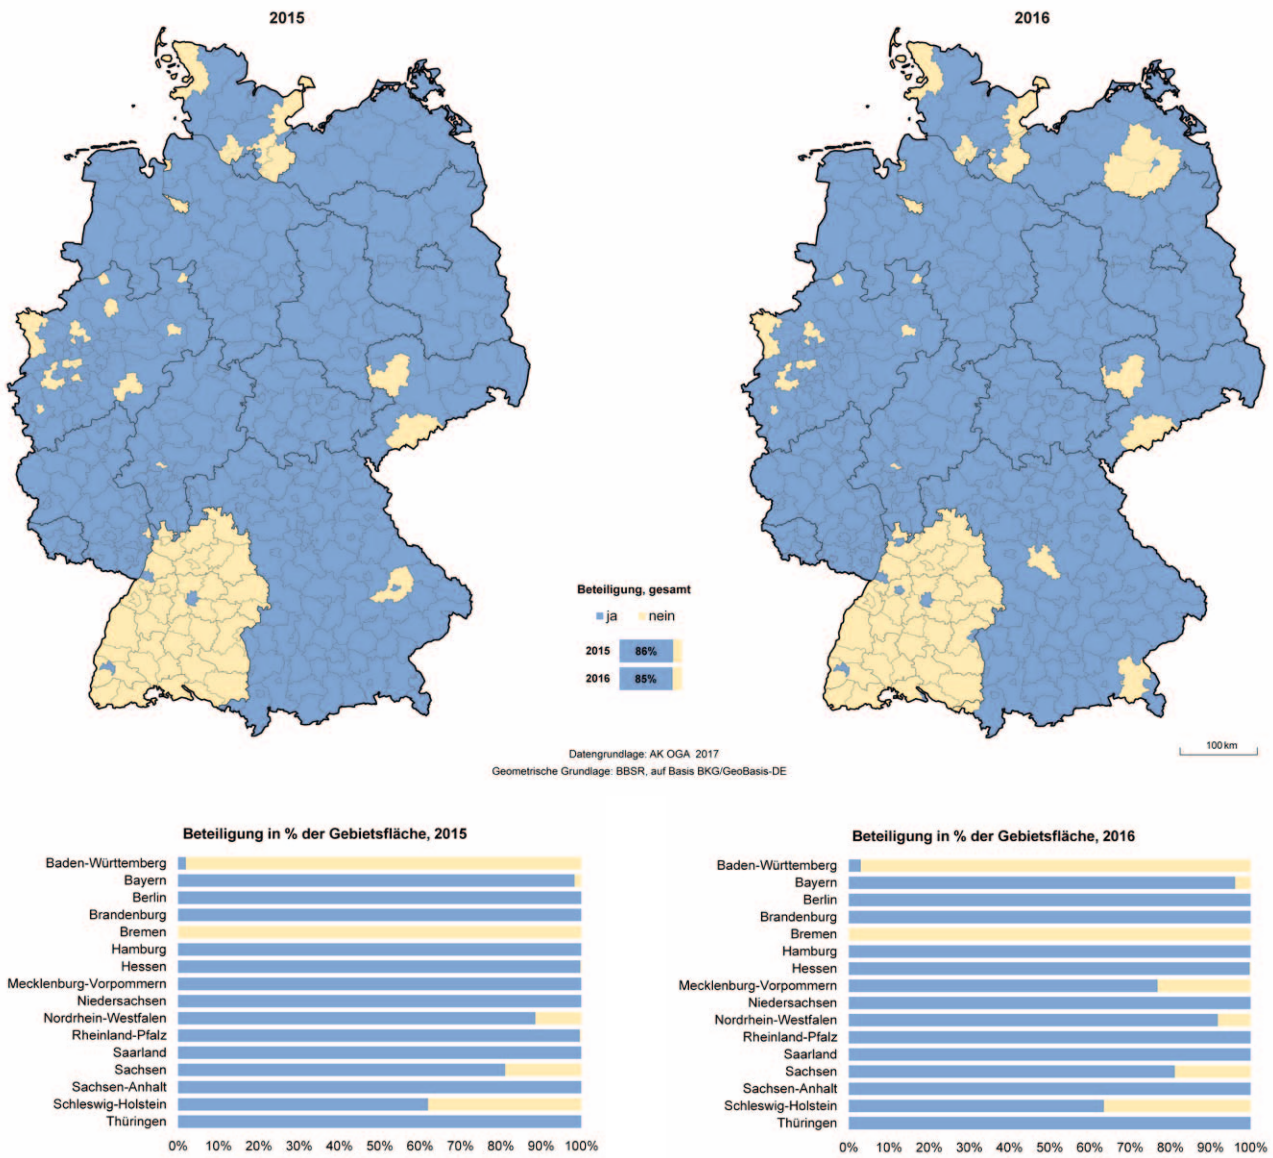 2015
2016
Beteiligung, gesamt
ja nein
2015 86%
2016 85%
100 km
Datengrundlage: AK OGA 2017
Geometrische Grundlage: BBSR, auf Basis BKG/GeoBasis-DE
Beteiligung in % der Gebietsfläche, 2015
Baden-Württemberg
Bayern
Berlin
Brandenburg
Bremen
Hamburg
Hessen
Mecklenburg-Vorpommern
Niedersachsen
Nordrhein-Westfalen
Rheinland-Pfalz
Saarland
Sachsen
Sachsen-Anhalt
Schleswig-Holstein
Thüringen
0% 10% 20% 30% 40% 50% 60% 70% 80% 90% 100%
Beteiligung in % der Gebietsfläche, 2016
Baden-Württemberg
Bayern
Berlin
Brandenburg
Bremen
Hamburg
Hessen
Mecklenburg-Vorpommern
Niedersachsen
Nordrhein-Westfalen
Rheinland-Pfalz
Saarland
Sachsen
Sachsen-Anhalt
Schleswig-Holstein
Thüringen
0% 10% 20% 30% 40% 50% 60% 70% 80% 90% 100%